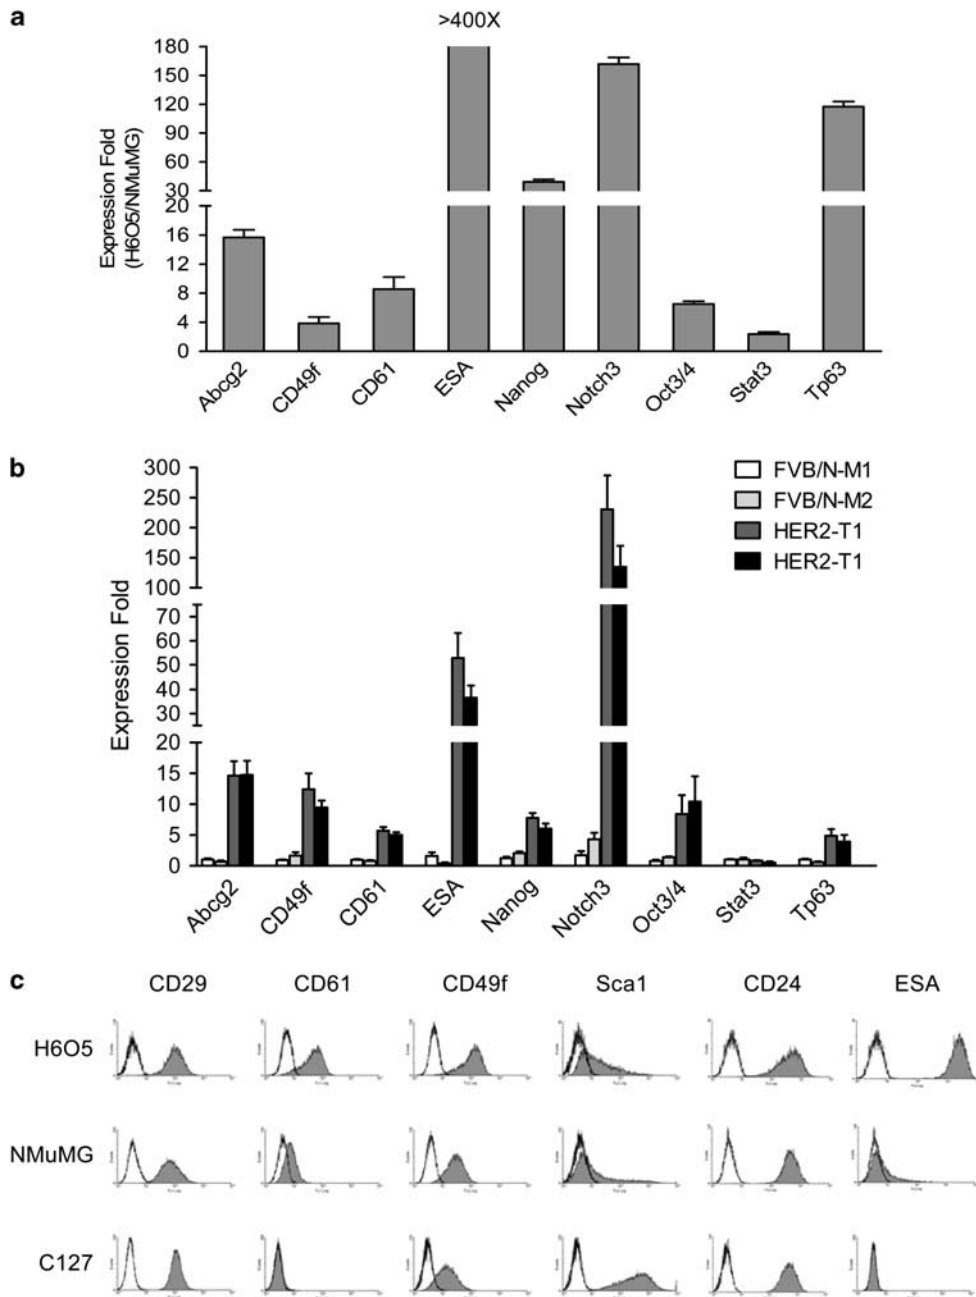 a
>400X
Expression Fold
(H6O5/NMuMG)
180
150
120
90
60
30
20
16
12
8
4
0
Abcg2
CD49f
CD61
ESA
Nanog
Notch3
Oct3/4
Stat3
Tp63
b
Expression Fold
300
250
200
150
100
70
60
50
40
30
20
15
10
5
0
FVB/N-M1
FVB/N-M2
HER2-T1
HER2-T1
Abcg2
CD49f
CD61
ESA
Nanog
Notch3
Oct3/4
Stat3
Tp63
c
CD29
CD61
CD49f
Sca1
CD24
ESA
H6O5
NMuMG
C127